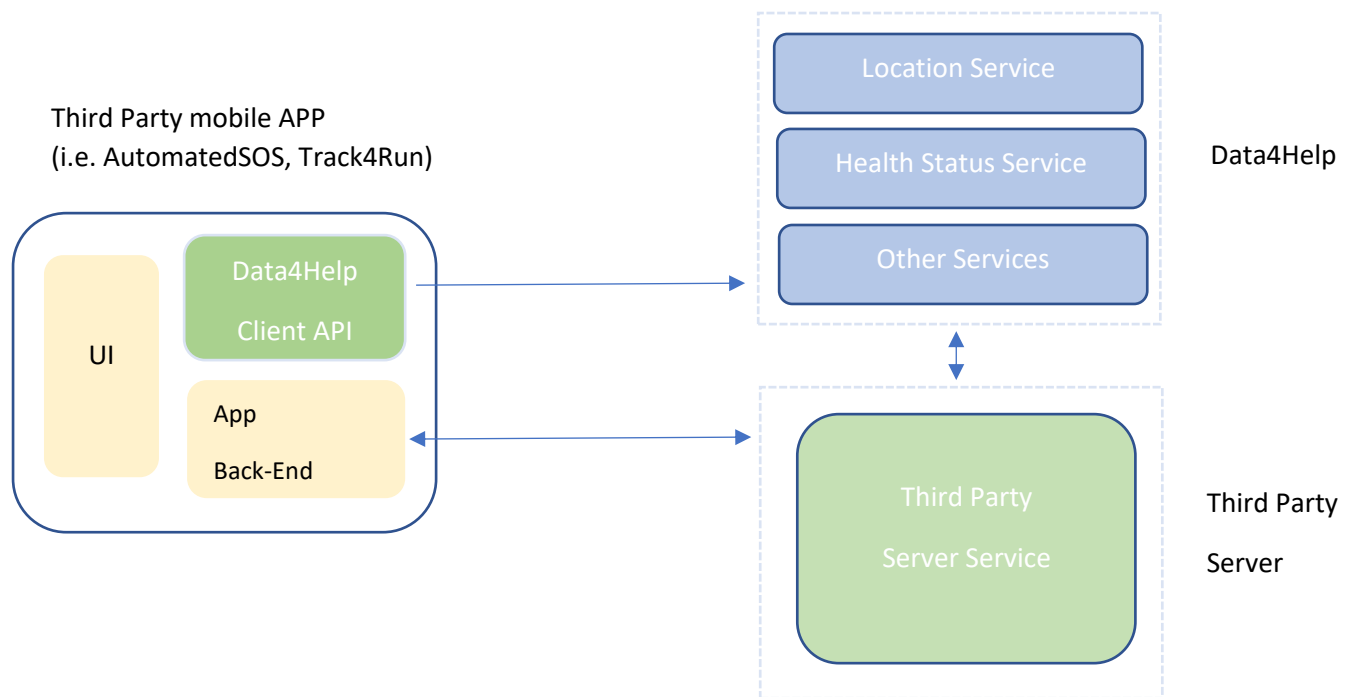 Third Party mobile APP
(i.e. AutomatedSOS, Track4Run)
UI
Data4Help
Client API
App
Back-End
Location Service
Health Status Service
Other Services
Data4Help
Third Party
Server Service
Third Party
Server